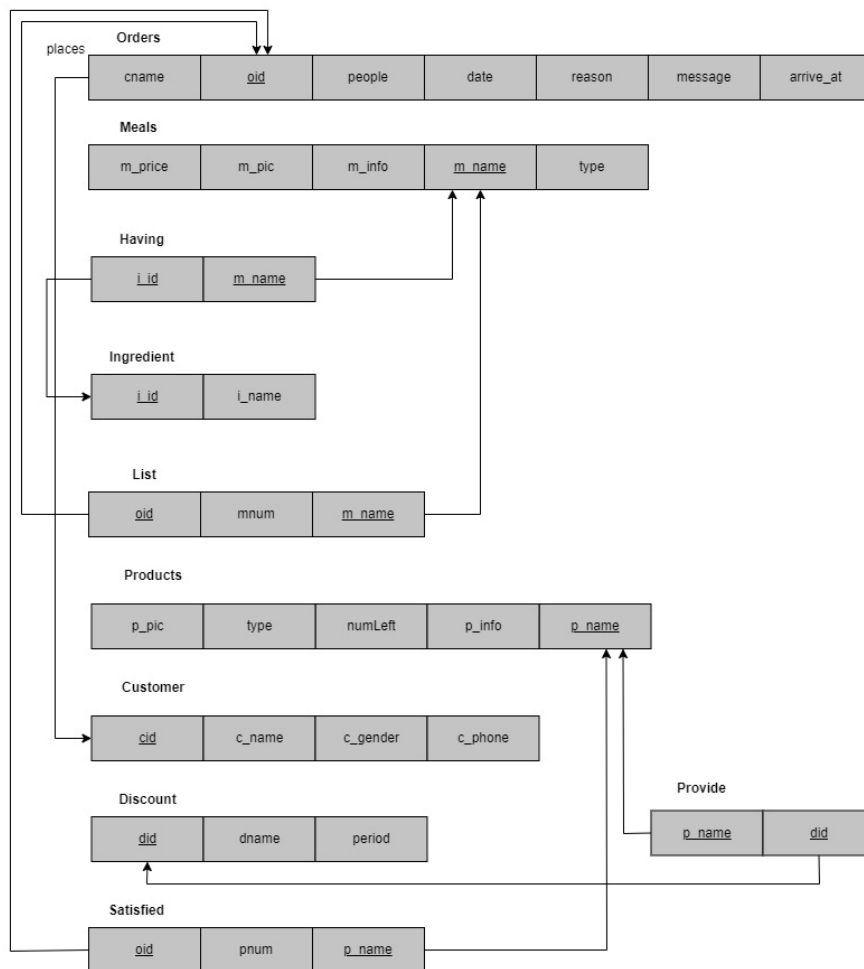 Orders
places
cname oid people date reason message arrive_at
Meals
m_price m_pic m_info m_name type
Having
i_id m_name
Ingredient
i_id i_name
List
oid mnum m_name
Products
p_pic type numLeft p_info p_name
Customer
cid c_name c_gender c_phone
Provide
p_name did
Discount
did dname period
Satisfied
oid pnum p_name